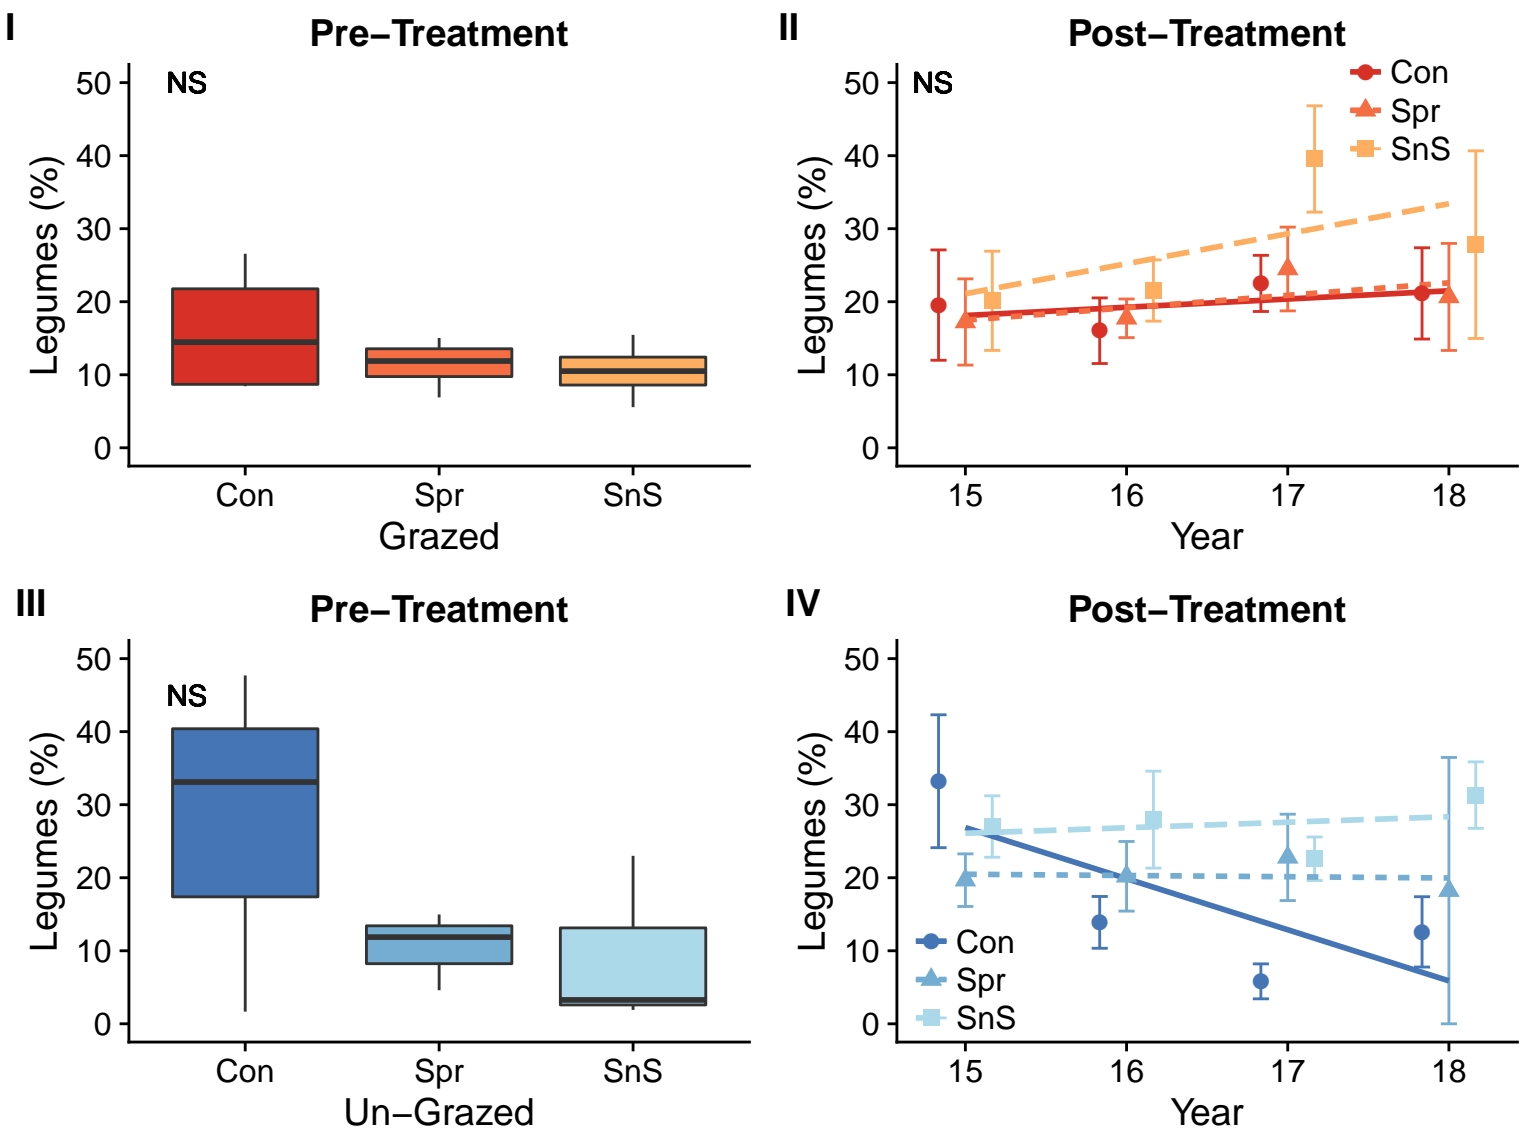 I
Pre−Treatment
NS
50
40
30
20
10
0
Legumes (%)
Con Spr SnS
Grazed
II
Post−Treatment
NS
Con
Spr
SnS
50
40
30
20
10
0
Legumes (%)
15 16 17 18
Year
III
Pre−Treatment
NS
50
40
30
20
10
0
Legumes (%)
Con Spr SnS
Un−Grazed
IV
Post−Treatment
50
40
30
20
10
0
Legumes (%)
Con
Spr
SnS
15 16 17 18
Year